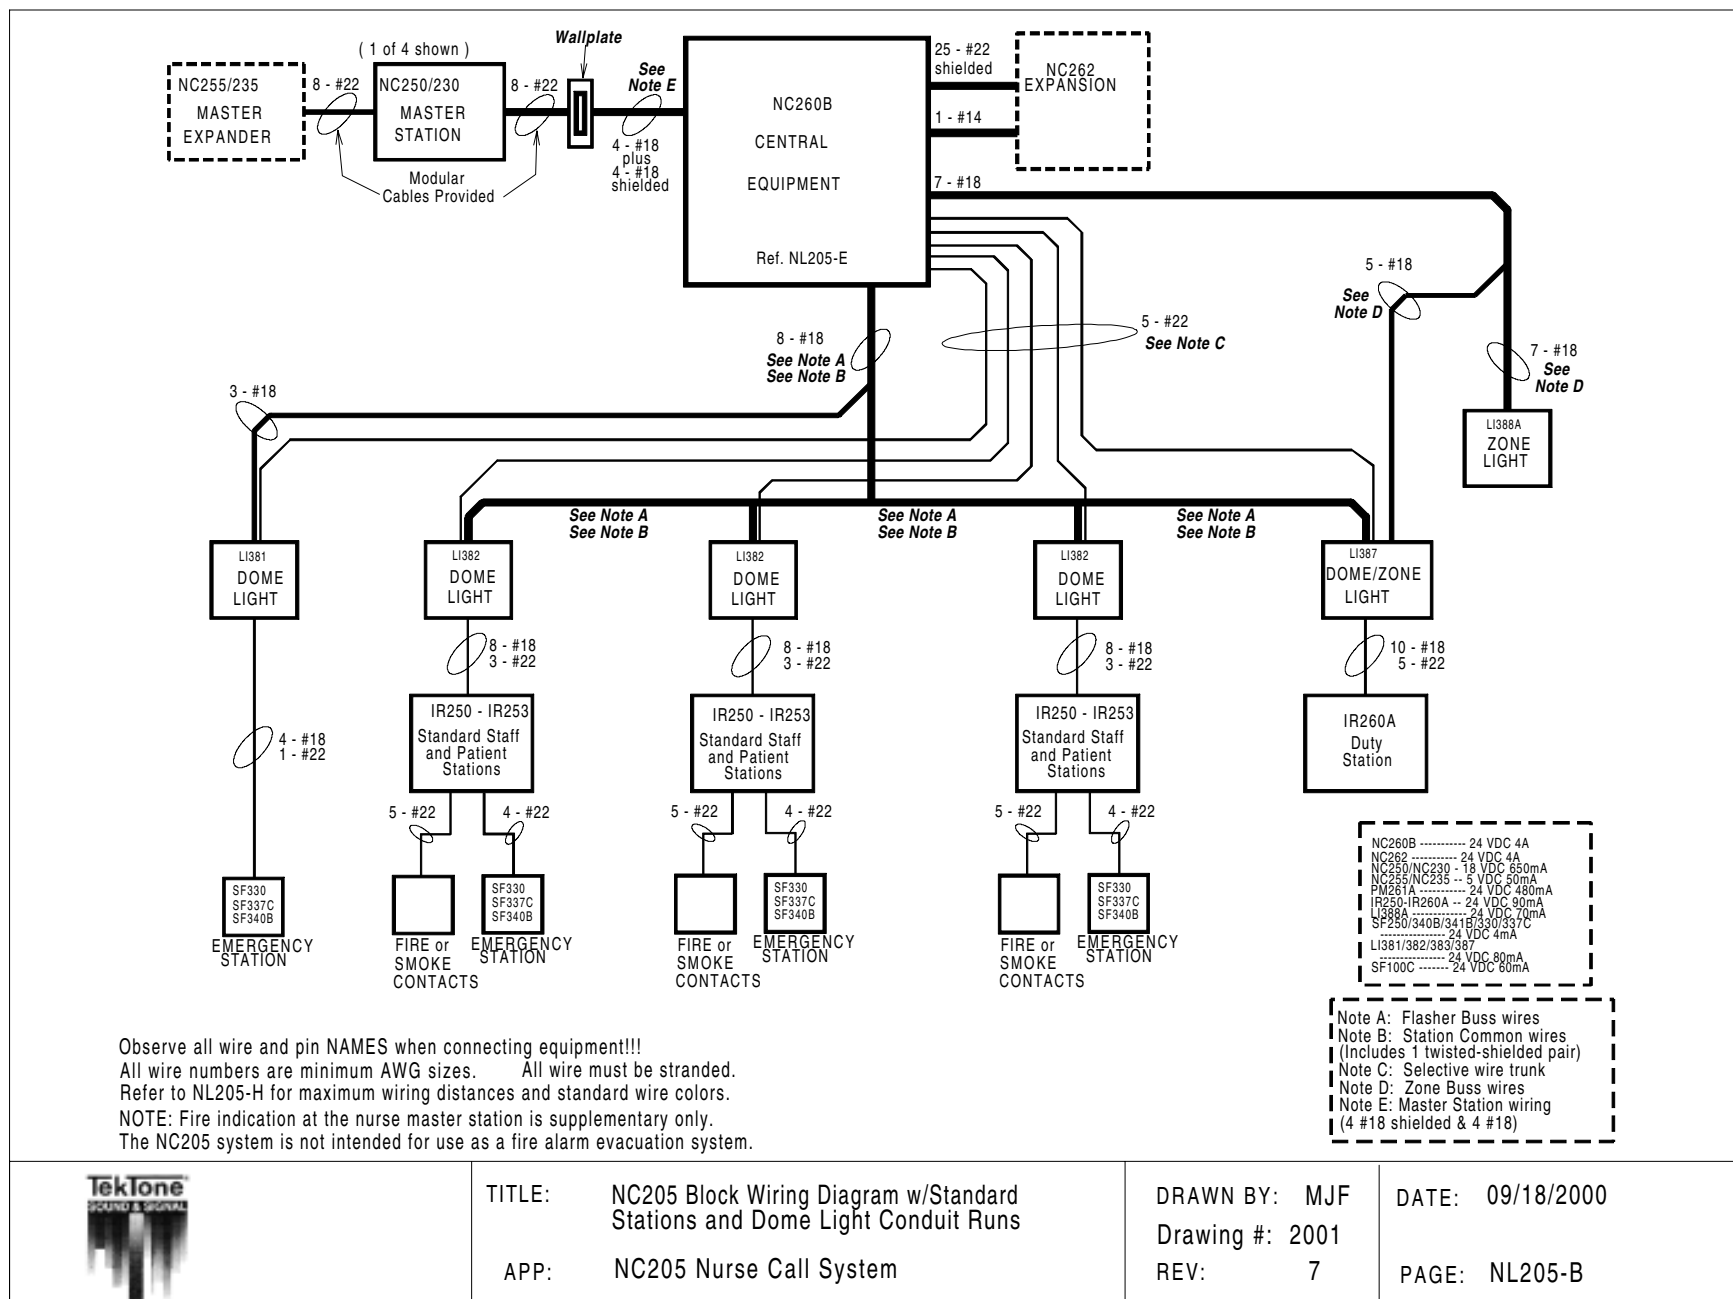 ( 1 of 4 shown )
Wallplate
NC255/235
MASTER
EXPANDER
8 - #22
NC250/230
MASTER
STATION
8 - #22
Modular
Cables Provided
See
Note E
4 - #18
plus
4 - #18
shielded
NC260B
CENTRAL
EQUIPMENT
Ref. NL205-E
25 - #22
shielded
1 - #14
7 - #18
NC262
EXPANSION
5 - #18
See
Note D
7 - #18
See
Note D
LI388A
ZONE
LIGHT
5 - #22
See Note C
8 - #18
See Note A
See Note B
3 - #18
See Note A
See Note B
See Note A
See Note B
See Note A
See Note B
LI381
DOME
LIGHT
LI382
DOME
LIGHT
LI382
DOME
LIGHT
LI382
DOME
LIGHT
LI387
DOME/ZONE
LIGHT
4 - #18
1 - #22
8 - #18
3 - #22
8 - #18
3 - #22
8 - #18
3 - #22
10 - #18
5 - #22
IR250 - IR253
Standard Staff
and Patient
Stations
IR250 - IR253
Standard Staff
and Patient
Stations
IR250 - IR253
Standard Staff
and Patient
Stations
IR260A
Duty
Station
5 - #22
4 - #22
5 - #22
4 - #22
5 - #22
4 - #22
SF330
SF337C
SF340B
EMERGENCY
STATION
FIRE or
SMOKE
CONTACTS
SF330
SF337C
SF340B
EMERGENCY
STATION
FIRE or
SMOKE
CONTACTS
SF330
SF337C
SF340B
EMERGENCY
STATION
FIRE or
SMOKE
CONTACTS
SF330
SF337C
SF340B
EMERGENCY
STATION
NC260B ----------- 24 VDC 4A
NC262 ---------- 24 VDC 4A
NC250/NC230 - 18 VDC 650mA
NC255/NC235 -- 5 VDC 50mA
PM261A ----------- 24 VDC 480mA
IR250-IR260A -- 24 VDC 90mA
LI388A ------------- 24 VDC 70mA
SF250/340B/341B/330/337C
---------------- 24 VDC 4mA
LI381/382/383/387
---------------- 24 VDC 80mA
SF100C ------- 24 VDC 60mA
Note A: Flasher Buss wires
Note B: Station Common wires
(Includes 1 twisted-shielded pair)
Note C: Selective wire trunk
Note D: Zone Buss wires
Note E: Master Station wiring
(4 #18 shielded & 4 #18)
Observe all wire and pin NAMES when connecting equipment!!!
All wire numbers are minimum AWG sizes. All wire must be stranded.
Refer to NL205-H for maximum wiring distances and standard wire colors.
NOTE: Fire indication at the nurse master station is supplementary only.
The NC205 system is not intended for use as a fire alarm evacuation system.
TekTone
SOUND & SIGNAL
TITLE: NC205 Block Wiring Diagram w/Standard
Stations and Dome Light Conduit Runs
APP: NC205 Nurse Call System
DRAWN BY: MJF
Drawing #: 2001
REV: 7
DATE: 09/18/2000
PAGE: NL205-B